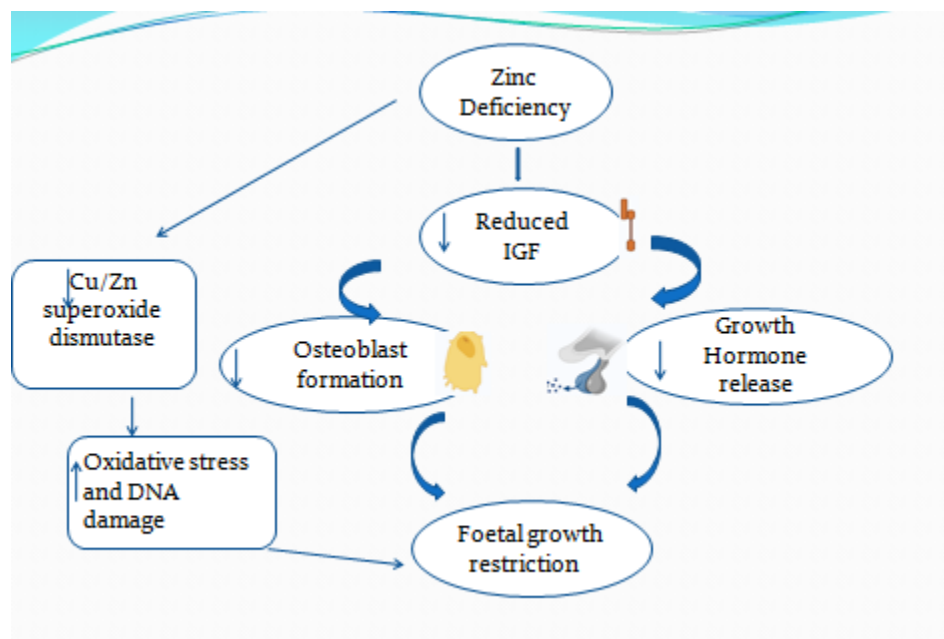 Zinc
Deficiency
Reduced
IGF
Cu/Zn
superoxide
dismutase
Osteoblast
formation
Growth
Hormone
release
Oxidative stress
and DNA
damage
Foetal growth
restriction